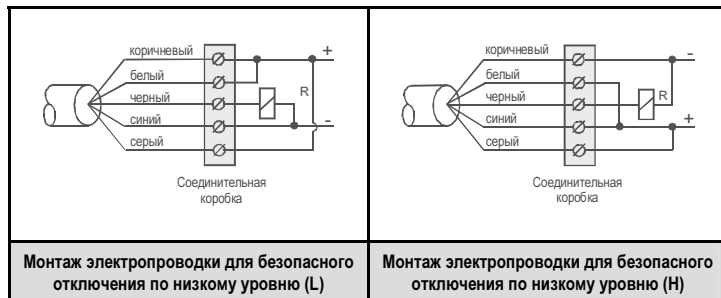 коричневый
белый
черный
синий
серый
+
R
-
Соединительная
коробка
Монтаж электропроводки для безопасного
отключения по низкому уровню (L)
коричневый
белый
черный
синий
серый
-
R
+
Соединительная
коробка
Монтаж электропроводки для безопасного
отключения по низкому уровню (H)